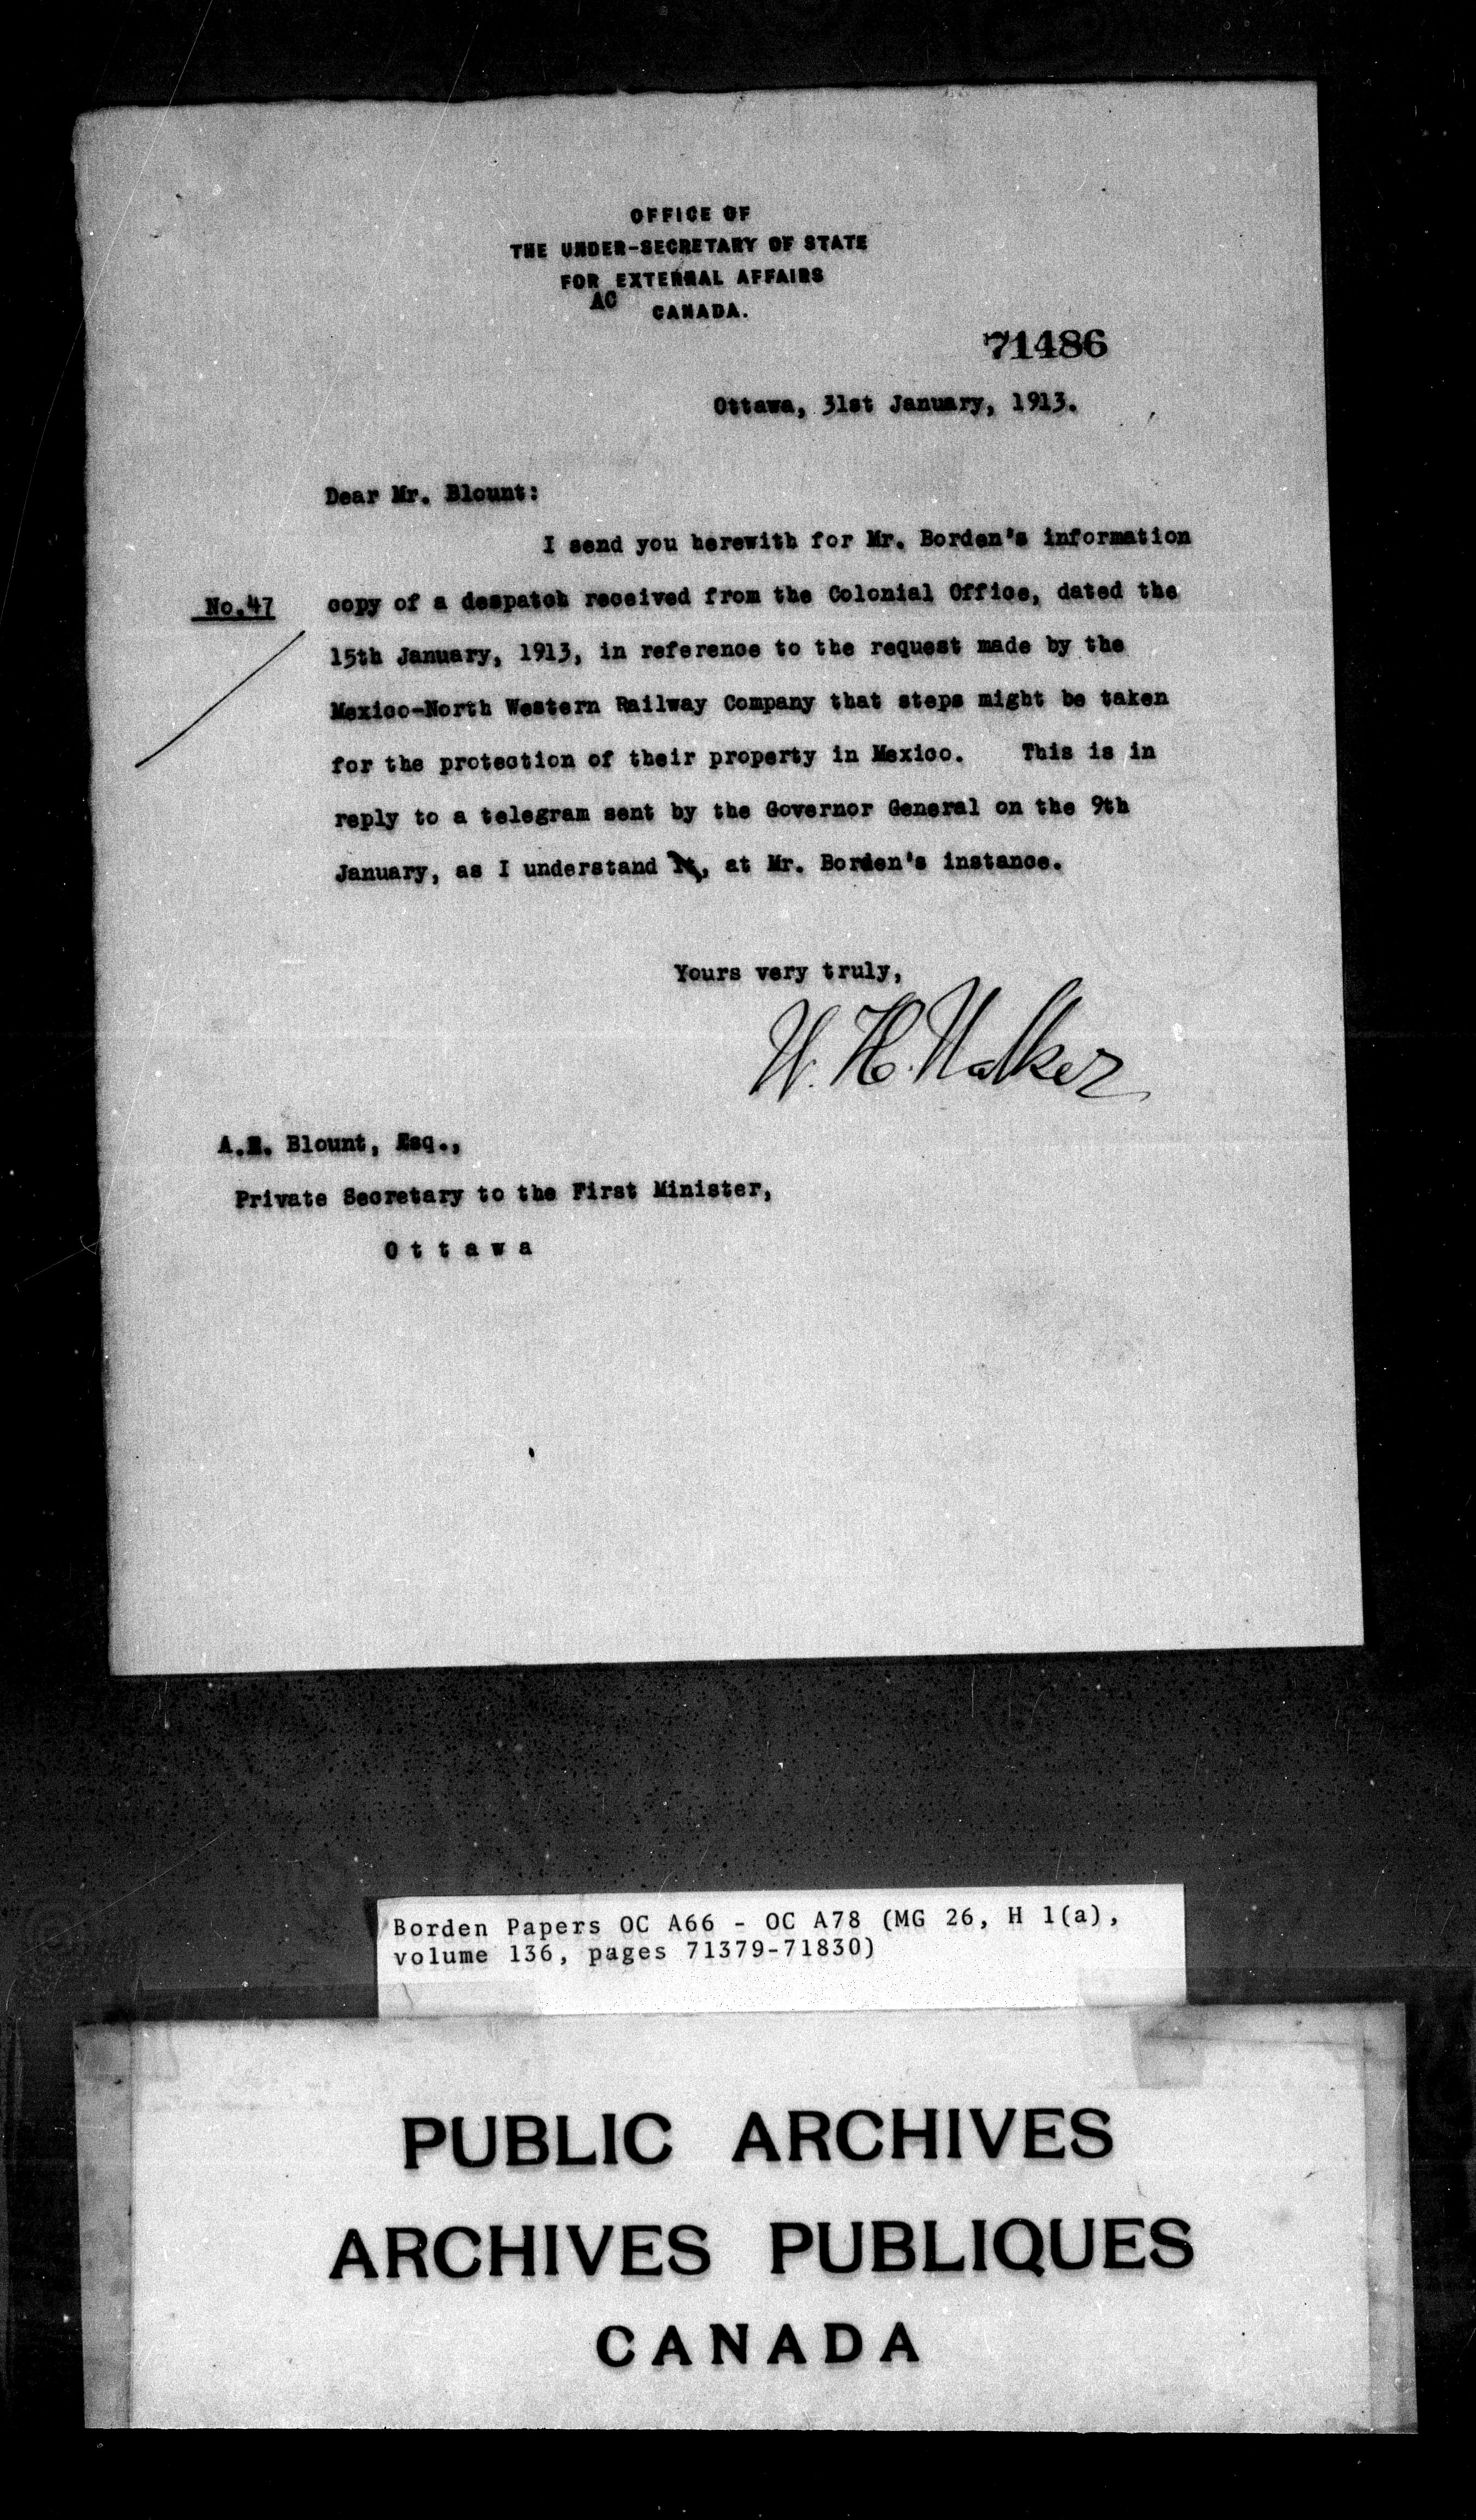 OFFICE OF
THE UNDER-SECRETARY OF STATE
FOR EXTERNAL AFFAIRS
AC
CANADA.
71486
Ottawa, 31st January, 1913.
Dear Mr. Blount:
I send you herewith for Mr. Borden's information
No.47 copy of a despatch received from the Colonial Office, dated the
15th January, 1913, in reference to the request made by the
Mexico-North Western Railway Company that steps might be taken
for the protection of their property in Mexico. This is in
reply to a telegram sent by the Governor General on the 9th
January, as I understand it, at Mr. Borden's instance.
Yours very truly,
W. H. Walker
A.E. Blount, Esq.,
Private Secretary to the First Minister,
Ottawa
Borden Papers OC A66 - OC A78 (MG 26, H 1(a),
volume 136, pages 71379-71830)
PUBLIC ARCHIVES
ARCHIVES PUBLIQUES
CANADA